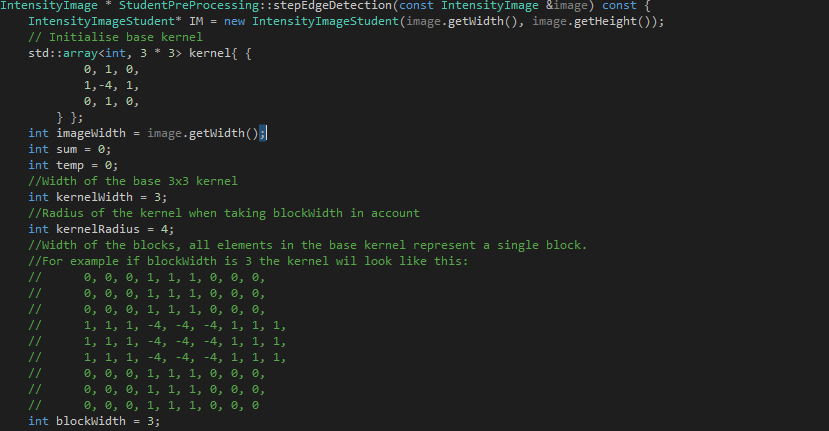 IntensityImage * StudentPreProcessing::stepEdgeDetection(const IntensityImage &image) const {
    IntensityImageStudent* IM = new IntensityImageStudent(image.getWidth(), image.getHeight());
    // Initialise base kernel
    std::array<int, 3 * 3> kernel{ {
            0, 1, 0,
            1,-4, 1,
            0, 1, 0,
        } };
    int imageWidth = image.getWidth();
    int sum = 0;
    int temp = 0;
    //Width of the base 3x3 kernel
    int kernelWidth = 3;
    //Radius of the kernel when taking blockWidth in account
    int kernelRadius = 4;
    //Width of the blocks, all elements in the base kernel represent a single block.
    //For example if blockWidth is 3 the kernel wil look like this:
    //      0, 0, 0, 1, 1, 1, 0, 0, 0,
    //      0, 0, 0, 1, 1, 1, 0, 0, 0,
    //      0, 0, 0, 1, 1, 1, 0, 0, 0,
    //      1, 1, 1, -4, -4, -4, 1, 1, 1,
    //      1, 1, 1, -4, -4, -4, 1, 1, 1,
    //      1, 1, 1, -4, -4, -4, 1, 1, 1,
    //      0, 0, 0, 1, 1, 1, 0, 0, 0,
    //      0, 0, 0, 1, 1, 1, 0, 0, 0,
    //      0, 0, 0, 1, 1, 1, 0, 0, 0
    int blockWidth = 3;